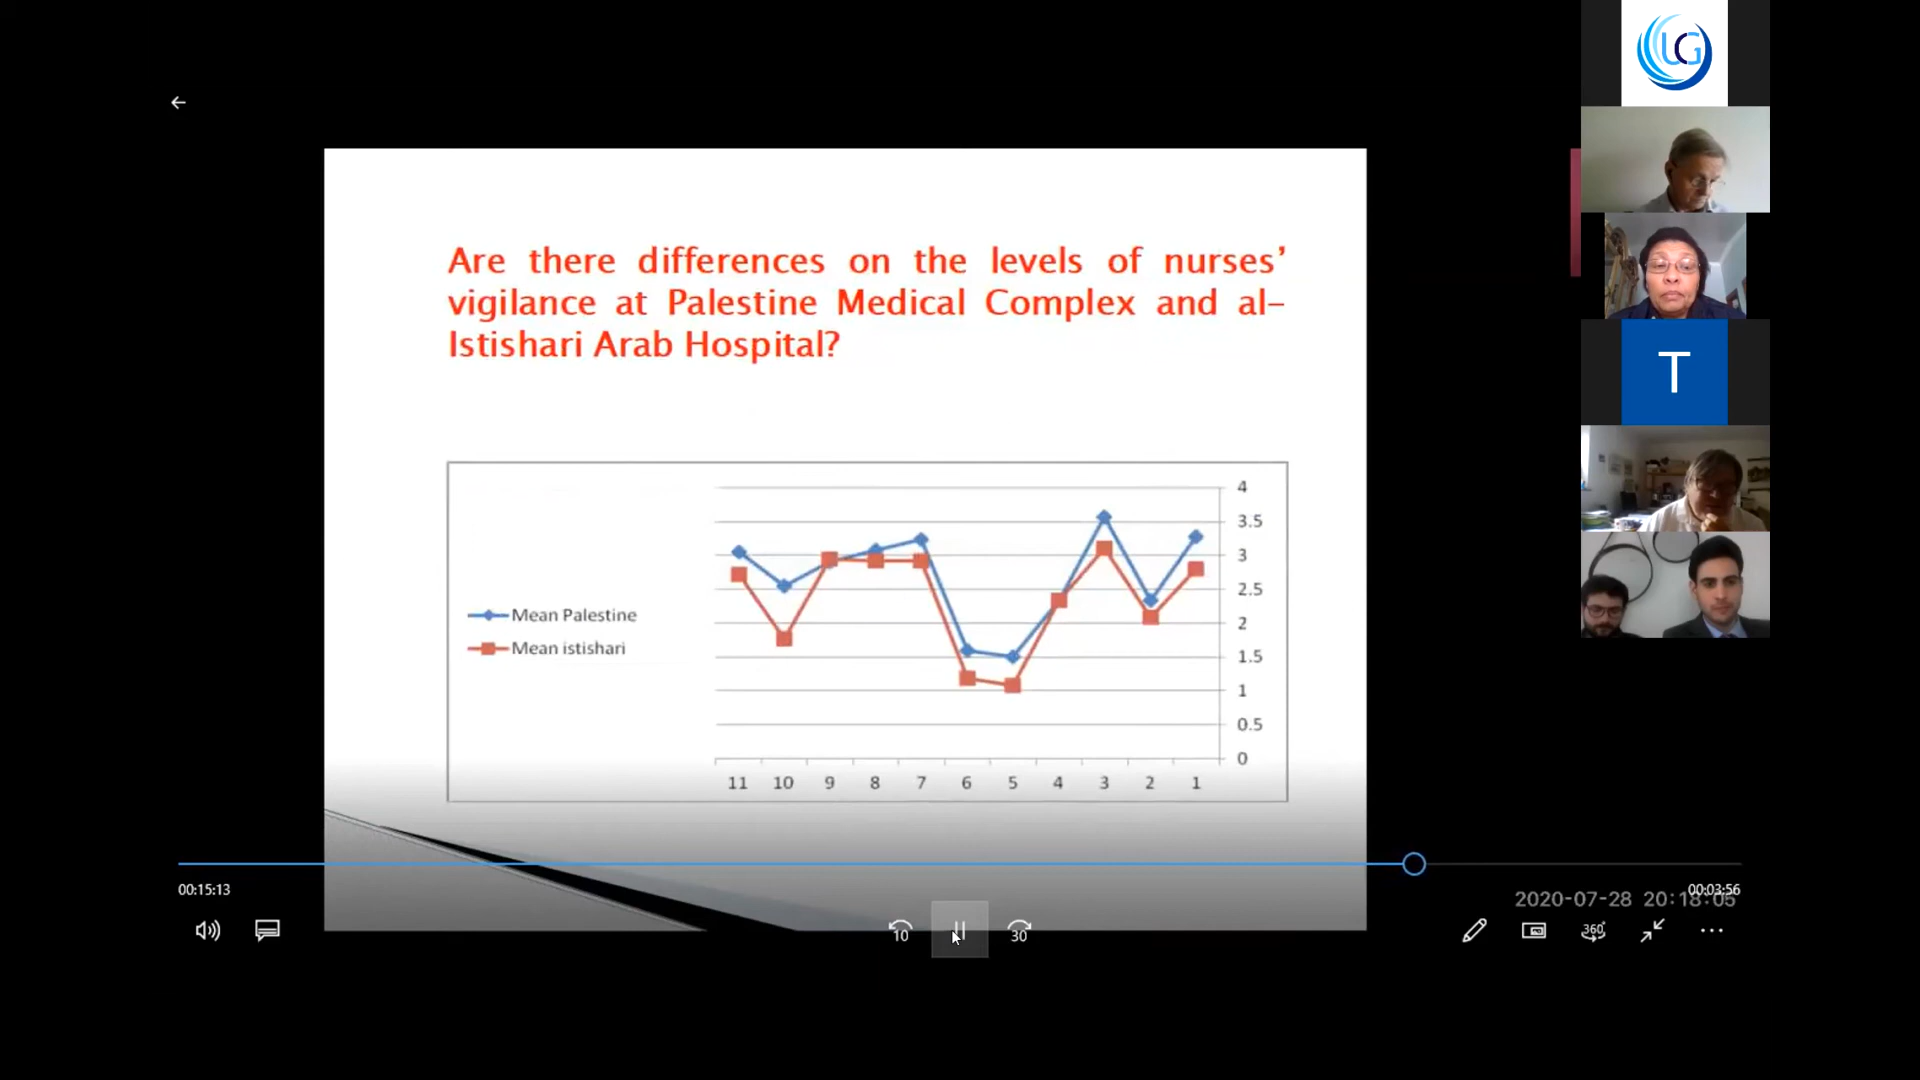 LG
Are there differences on the levels of nurses’
vigilance at Palestine Medical Complex and al-
Istishari Arab Hospital?
T
4
3.5
3
2.5
2
1.5
1
0.5
0
Mean Palestine
Mean istishari
11 10 9 8 7 6 5 4 3 2 1
00:15:13
00:03:56
2020-07-28 20:18:05
10
30
360°